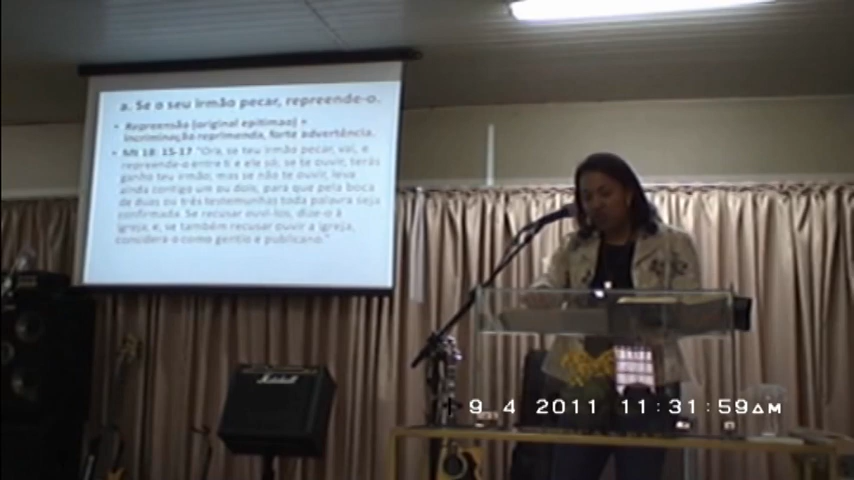 a. Se o seu irmão pecar, repreende-o.
• Repreensão (original epitimao) =
incriminação reprimenda, forte advertência.
• Mt 18: 15-17 "Ora, se teu irmão pecar, vai, e
repreende-o entre ti e ele só; se te ouvir, terás
ganho teu irmão; mas se não te ouvir, leva
ainda contigo um ou dois, para que pela boca
de duas ou três testemunhas toda palavra seja
confirmada. Se recusar ouvi-los, dize-o à
igreja; e, se também recusar ouvir a igreja,
considera-o como gentio e publicano."
Marshall
9 4 2011 11:31:59AM